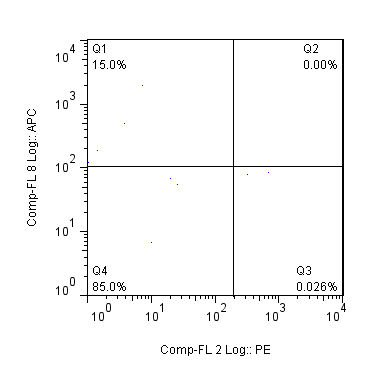 Q1
15.0%
Q2
0.00%
Q4
85.0%
Q3
0.026%
10^4
10^3
10^2
10^1
10^0
Comp-FL 8 Log:: APC
10^0 10^1 10^2 10^3 10^4
Comp-FL 2 Log:: PE